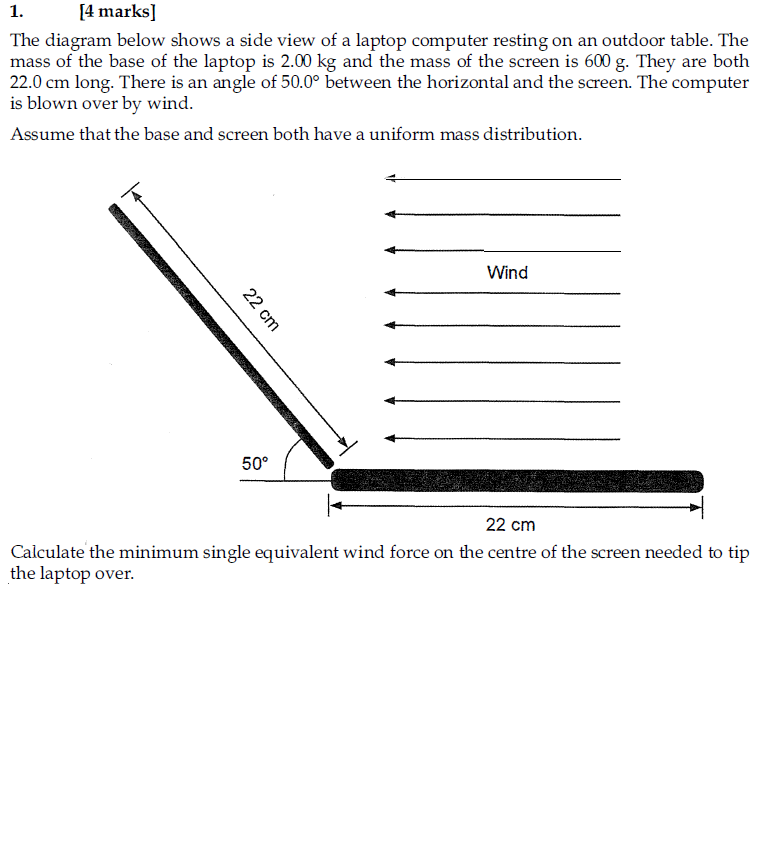 1. [4 marks]
The diagram below shows a side view of a laptop computer resting on an outdoor table. The
mass of the base of the laptop is 2.00 kg and the mass of the screen is 600 g. They are both
22.0 cm long. There is an angle of 50.0° between the horizontal and the screen. The computer
is blown over by wind.
Assume that the base and screen both have a uniform mass distribution.
Wind
22 cm
50°
22 cm
Calculate the minimum single equivalent wind force on the centre of the screen needed to tip
the laptop over.